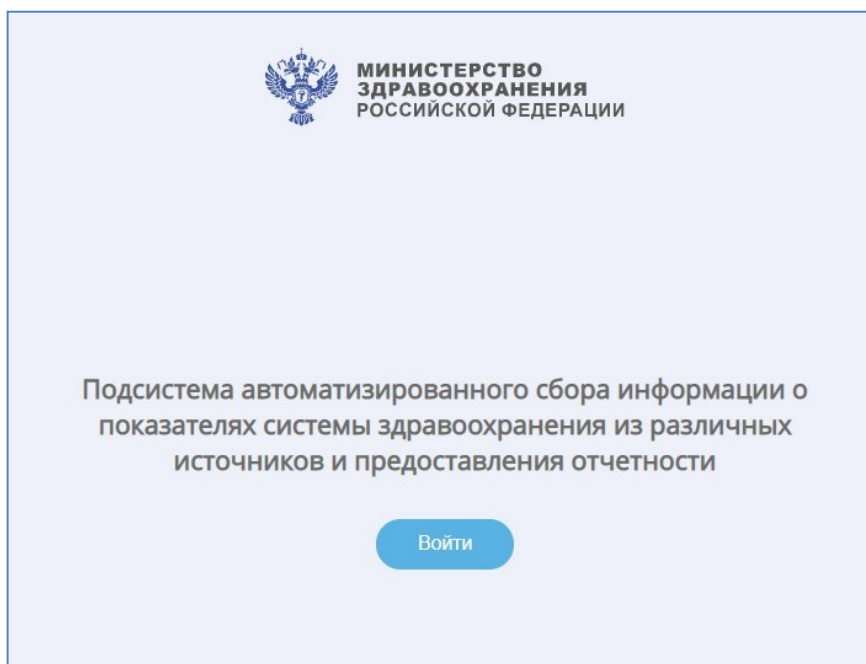 МИНИСТЕРСТВО
ЗДРАВООХРАНЕНИЯ
РОССИЙСКОЙ ФЕДЕРАЦИИ
Подсистема автоматизированного сбора информации о
показателях системы здравоохранения из различных
источников и предоставления отчетности
Войти